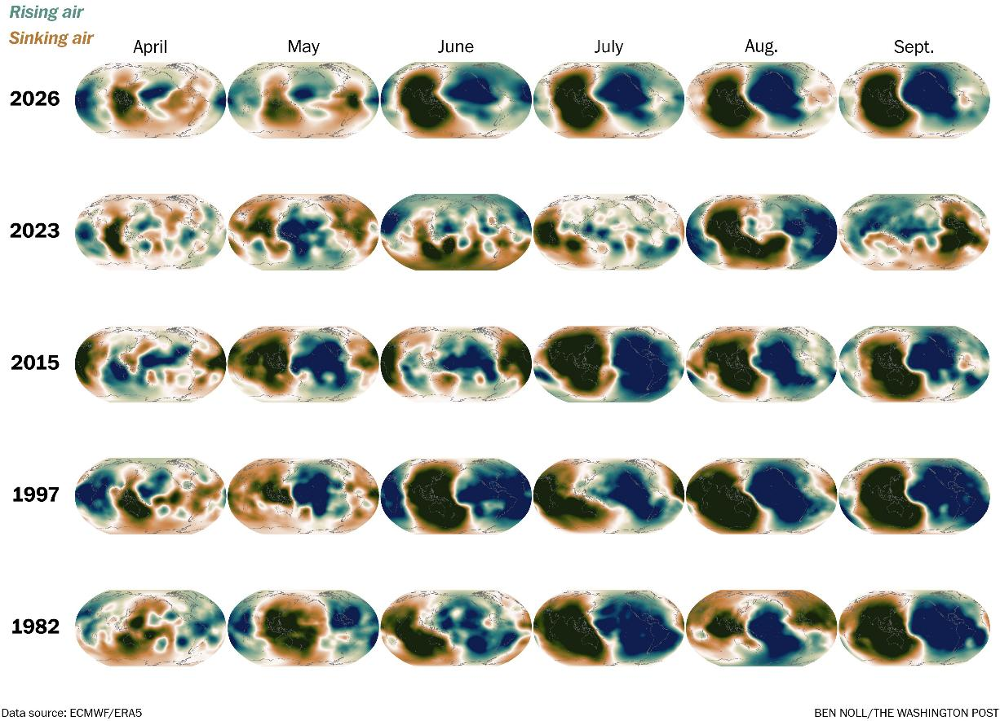 Rising air
Sinking air
April May June July Aug. Sept.
2026
2023
2015
1997
1982
Data source: ECMWF/ERA5 BEN NOLL/THE WASHINGTON POST